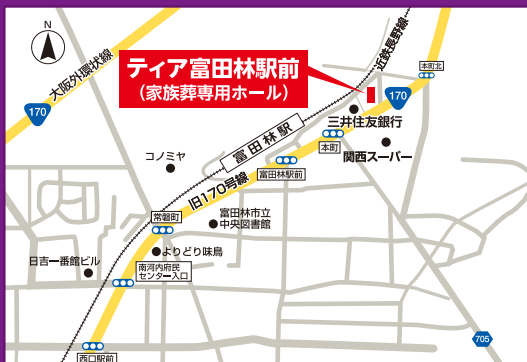 N
大阪外環状線
170
ティア富田林駅前
(家族葬専用ホール)
近鉄長野線
本町北
170
三井住友銀行
関西スーパー
本町
富田林駅
富田林駅前
旧170号線
コノミヤ
常磐町
富田林市立
中央図書館
よりどり味鳥
日吉一番館ビル
南河内府民
センター入口
西口駅前
705